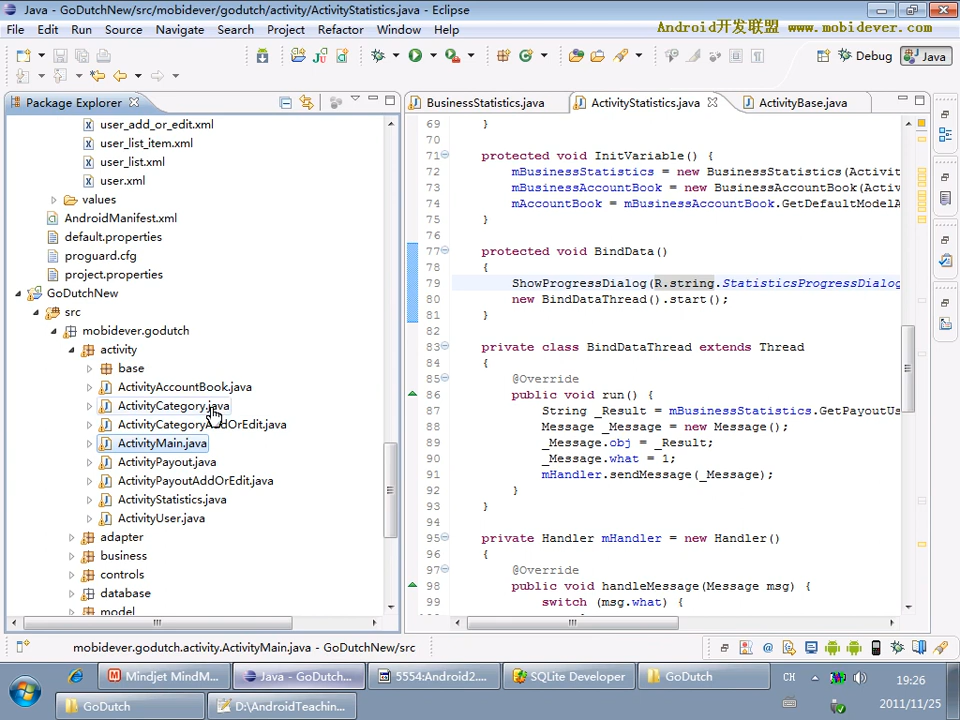 Java - GoDutchNew/src/mobidever/godutch/activity/ActivityStatistics.java - Eclipse
File Edit Run Source Navigate Search Project Refactor Window Help
Android开发联盟 www.mobidever.com
Debug Java
Package Explorer
user_add_or_edit.xml
user_list_item.xml
user_list.xml
user.xml
values
AndroidManifest.xml
default.properties
proguard.cfg
project.properties
GoDutchNew
src
mobidever.godutch
activity
base
ActivityAccountBook.java
ActivityCategory.java
ActivityCategoryAddOrEdit.java
ActivityMain.java
ActivityPayout.java
ActivityPayoutAddOrEdit.java
ActivityStatistics.java
ActivityUser.java
adapter
business
controls
database
model
BusinessStatistics.java ActivityStatistics.java ActivityBase.java
69 }
70
71 protected void InitVariable() {
72 mBusinessStatistics = new BusinessStatistics(Activit
73 mBusinessAccountBook = new BusinessAccountBook(Activ
74 mAccountBook = mBusinessAccountBook.GetDefaultModelA
75 }
76
77 protected void BindData()
78 {
79 ShowProgressDialog(R.string.StatisticsProgressDialog
80 new BindDataThread().start();
81 }
82
83 private class BindDataThread extends Thread
84 {
85 @Override
86 public void run() {
87 String _Result = mBusinessStatistics.GetPayoutUs
88 Message _Message = new Message();
89 _Message.obj = _Result;
90 _Message.what = 1;
91 mHandler.sendMessage(_Message);
92 }
93 }
94
95 private Handler mHandler = new Handler()
96 {
97 @Override
98 public void handleMessage(Message msg) {
99 switch (msg.what) {
mobidever.godutch.activity.ActivityMain.java - GoDutchNew/src
Mindjet MindM... Java - GoDutch... 5554:Android2.... SQLite Developer GoDutch
GoDutch D:\AndroidTeachin...
CH
19:26
2011/11/25